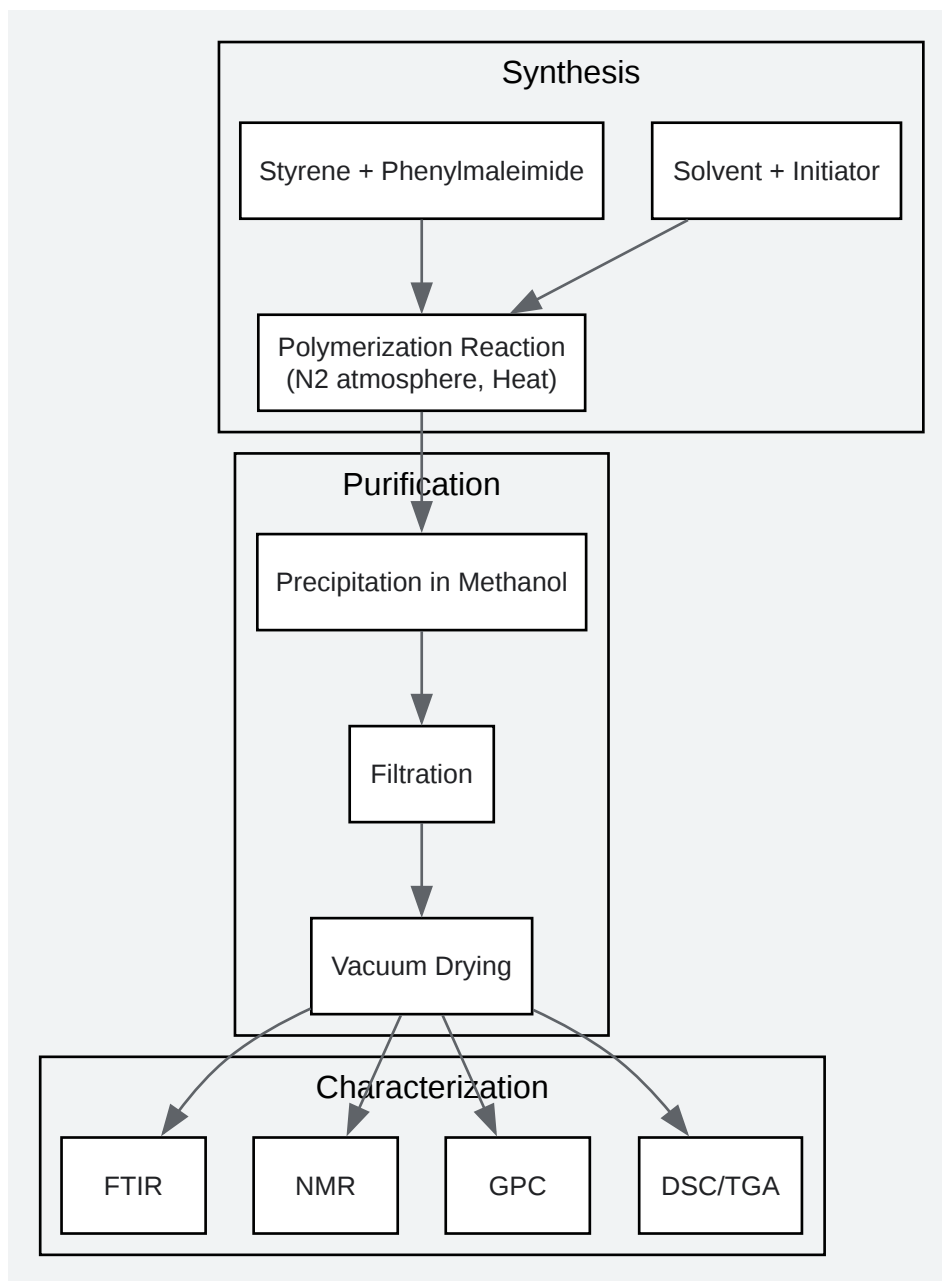 Synthesis
Styrene + Phenylmaleimide
Solvent + Initiator
Polymerization Reaction
(N2 atmosphere, Heat)
Purification
Precipitation in Methanol
Filtration
Vacuum Drying
Characterization
FTIR
NMR
GPC
DSC/TGA